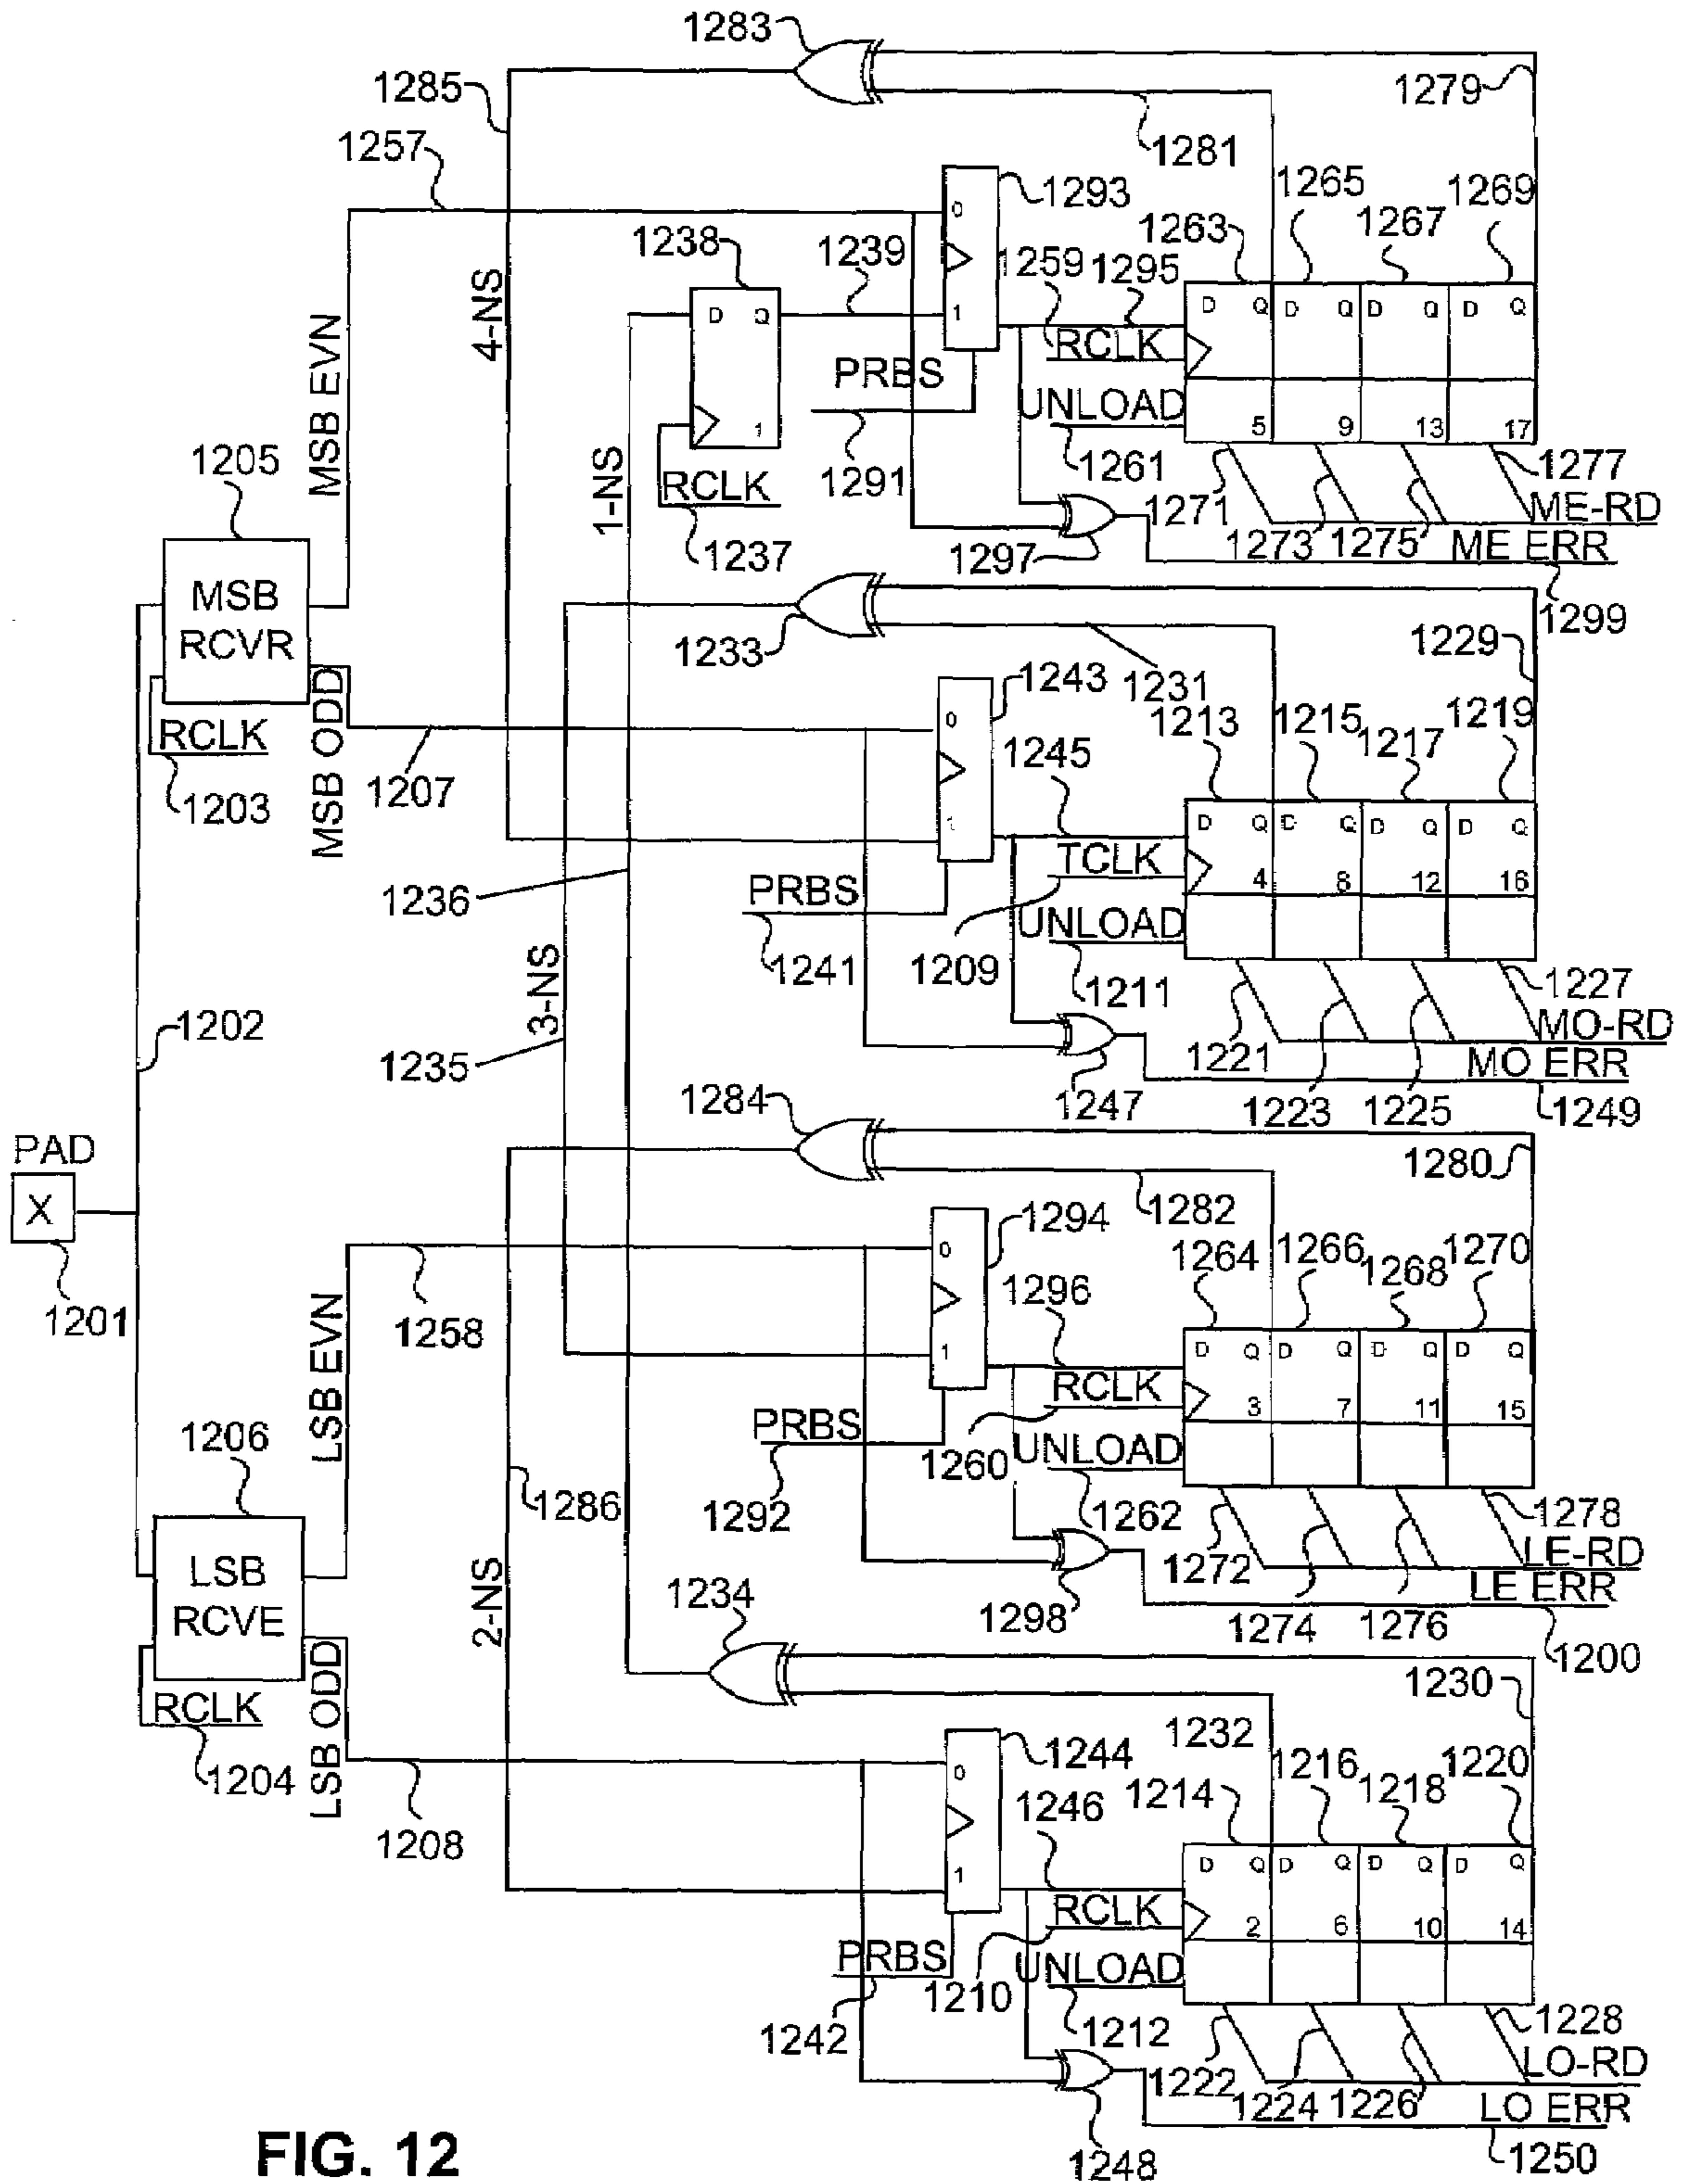 1283
1279
1285
1281
1257
1293
1265
1269
0
1238
1239
1263
1267
1259
1295
4-NS
MSB EVN
D Q
1
D Q D Q D Q D Q
RCLK
PRBS
UNLOAD
1
5 9 13 17
1205
1-NS
1291
1261
1277
RCLK
1271
ME-RD
1237
1297
1273
1275
ME ERR
MSB
RCVR
1299
1233
1229
1243
1231
MSB ODD
RCLK
0
1213
1215
1217
1219
1203
1207
1245
1
D Q D Q D Q D Q
TCLK
4 8 12 16
1236
PRBS
UNLOAD
1241
1209
1211
1227
3-NS
1202
MO-RD
1235
1221
MO ERR
1284
1247
1223
1225
1249
PAD
1280
X
1282
1294
0
1264
1266
1268
1270
1201
1258
1296
LSB EVN
1
D Q D Q D Q D Q
RCLK
3 7 11 15
PRBS
UNLOAD
1206
1260
1292
1286
1262
1278
LE-RD
LSB
RCVE
1272
LE ERR
2-NS
1234
1298
1274
1276
1200
LSB ODD
1230
RCLK
1232
1244
1204
0
1216
1220
1214
1218
1208
1246
1
D Q D Q D Q D Q
RCLK
2 6 10 14
PRBS
UNLOAD
1210
1242
1212
1228
LO-RD
1222
1224
1226
LO ERR
1248
1250
FIG. 12